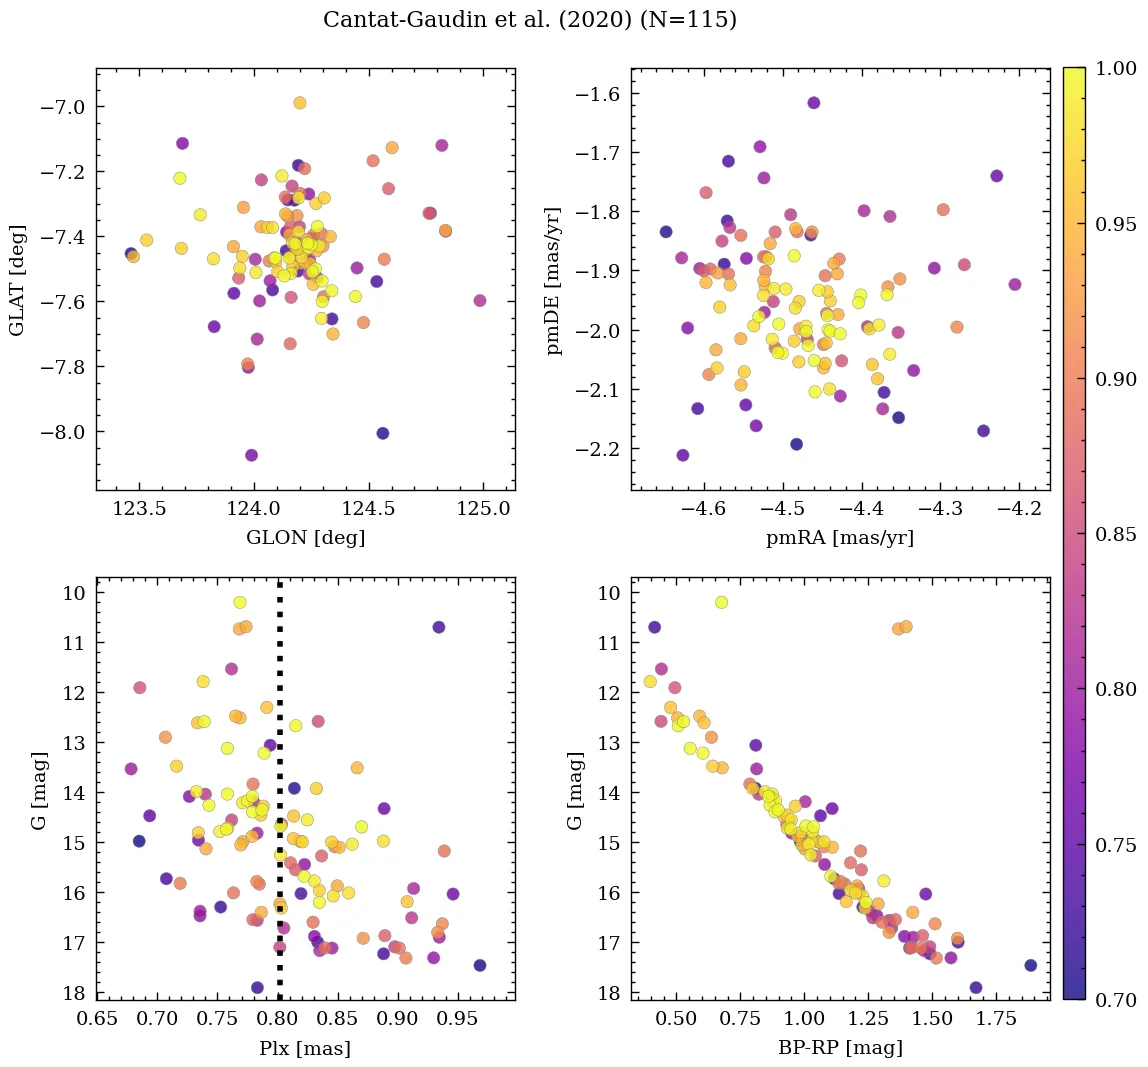 Cantat-Gaudin et al. (2020) (N=115)
−7.0
−7.2
−7.4
−7.6
−7.8
−8.0
GLAT [deg]
123.5 124.0 124.5 125.0
GLON [deg]
−1.6
−1.7
−1.8
−1.9
−2.0
−2.1
−2.2
pmDE [mas/yr]
−4.6 −4.5 −4.4 −4.3 −4.2
pmRA [mas/yr]
10
11
12
13
14
15
16
17
18
G [mag]
0.65 0.70 0.75 0.80 0.85 0.90 0.95
Plx [mas]
10
11
12
13
14
15
16
17
18
G [mag]
0.50 0.75 1.00 1.25 1.50 1.75
BP-RP [mag]
1.00
0.95
0.90
0.85
0.80
0.75
0.70